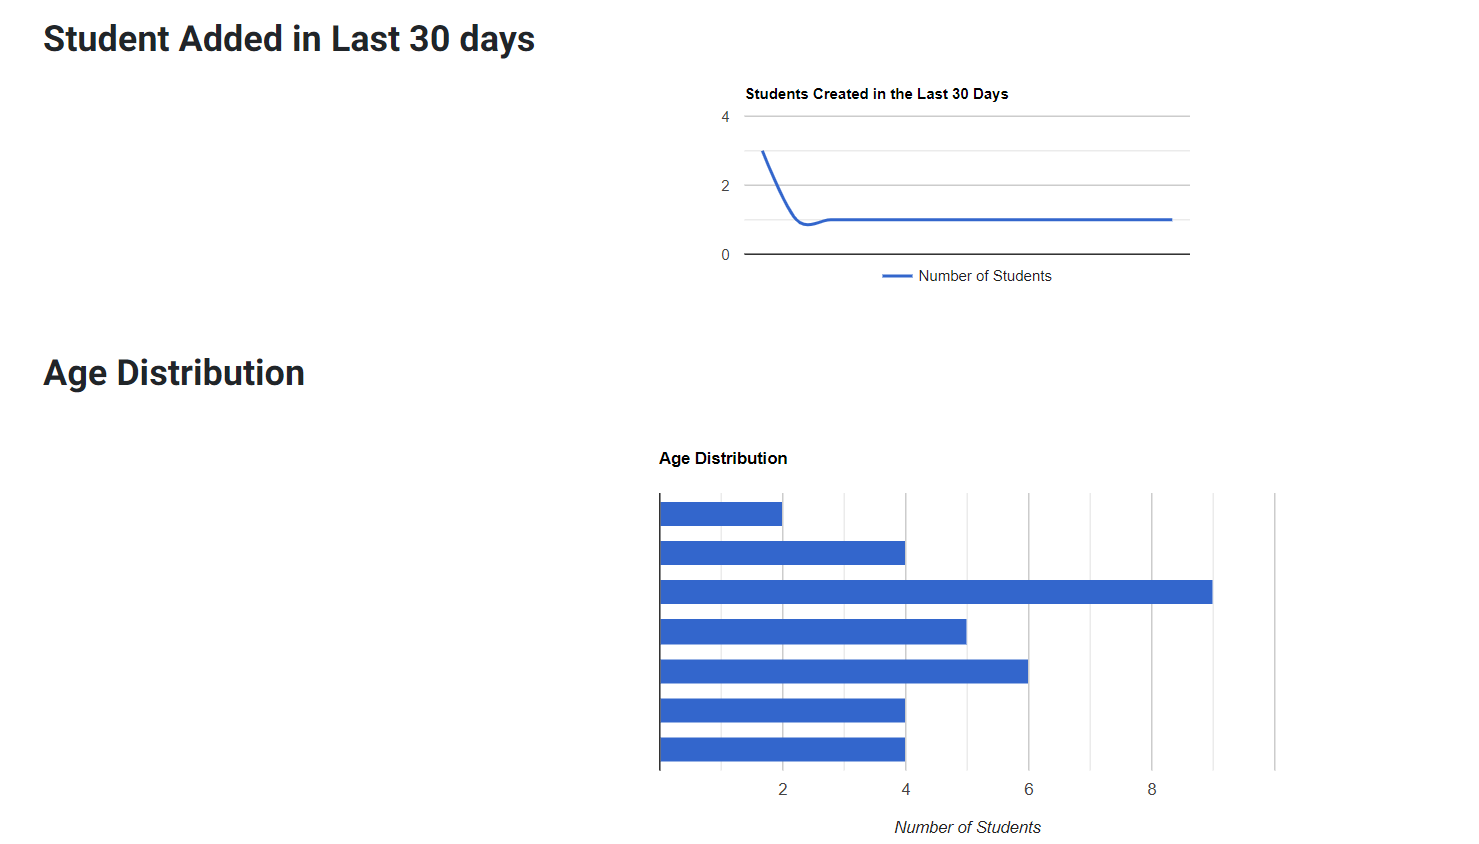 Student Added in Last 30 days
Students Created in the Last 30 Days
4
2
0
Number of Students
Age Distribution
Age Distribution
2 4 6 8
Number of Students